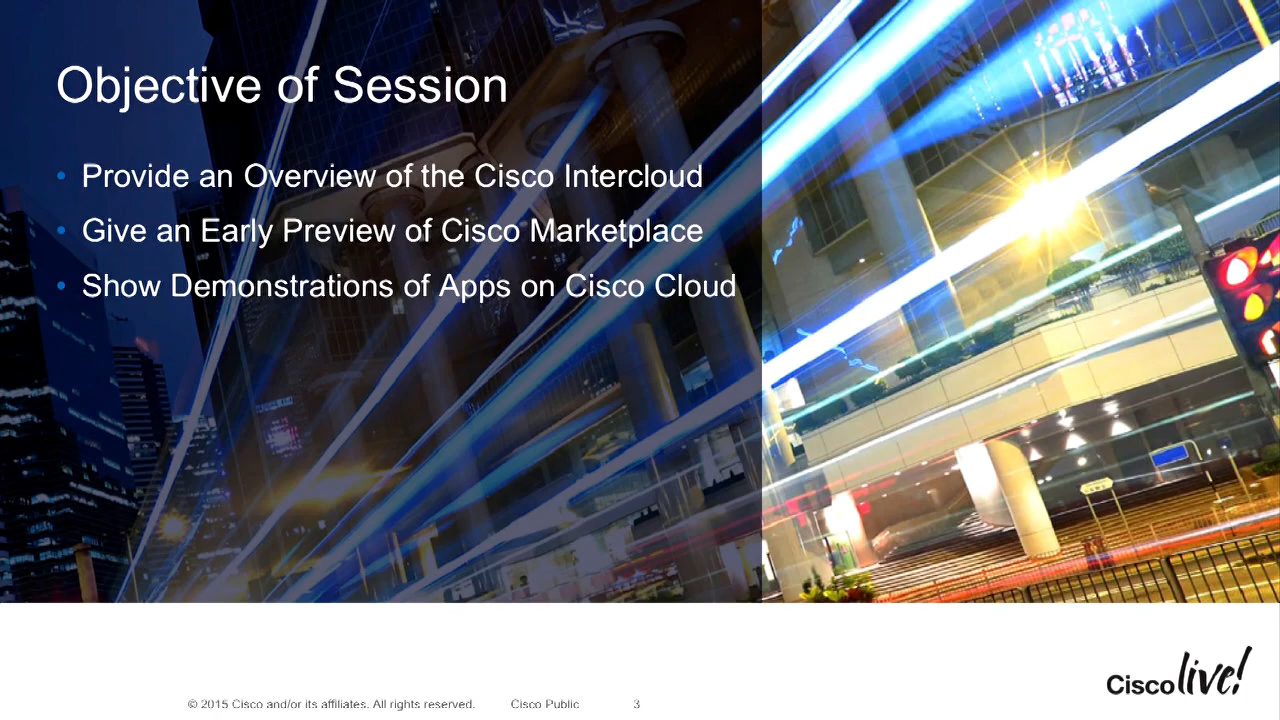 Objective of Session
• Provide an Overview of the Cisco Intercloud
• Give an Early Preview of Cisco Marketplace
• Show Demonstrations of Apps on Cisco Cloud
Cisco live!
© 2015 Cisco and/or its affiliates. All rights reserved. Cisco Public 3